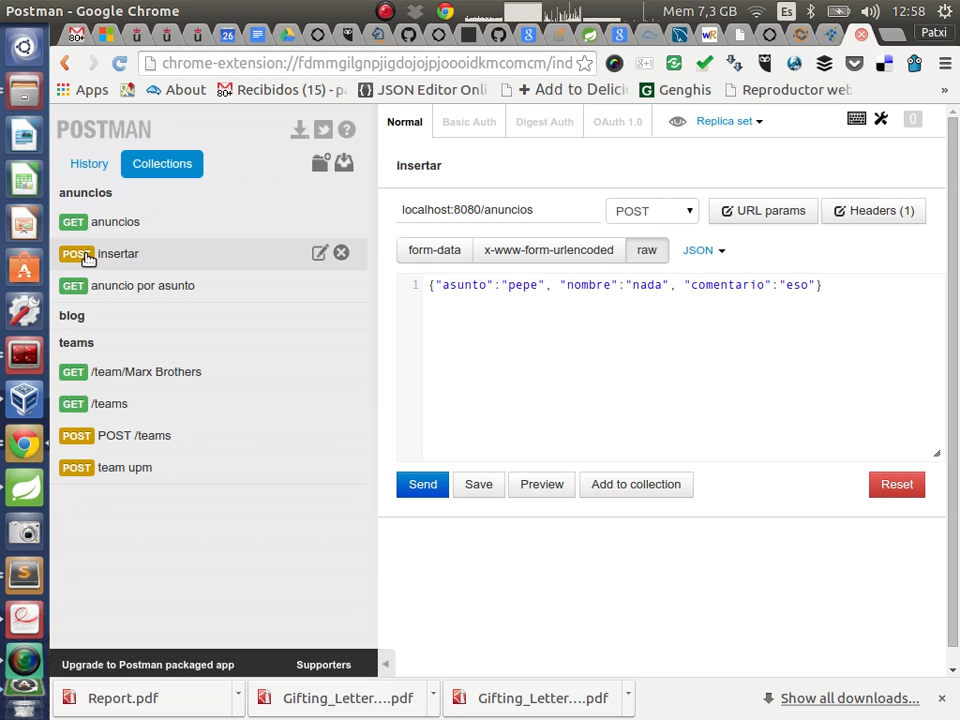 Postman - Google Chrome
Mem 7,3 GB
Es
12:58
Patxi
chrome-extension://fdmmgilgnpjigdojojpjoooidkmcomcm/ind
Apps
About
Recibidos (15) - pa
JSON Editor Onli
+ Add to Delici
Genghis
Reproductor web
»
POSTMAN
History
Collections
anuncios
GET anuncios
POST insertar
GET anuncio por asunto
blog
teams
GET /team/Marx Brothers
GET /teams
POST POST /teams
POST team upm
Upgrade to Postman packaged app
Supporters
Normal
Basic Auth
Digest Auth
OAuth 1.0
Replica set
0
insertar
localhost:8080/anuncios
POST
URL params
Headers (1)
form-data
x-www-form-urlencoded
raw
JSON
1 {"asunto":"pepe", "nombre":"nada", "comentario":"eso"}
Send
Save
Preview
Add to collection
Reset
Report.pdf
Gifting_Letter....pdf
Gifting_Letter....pdf
Show all downloads...